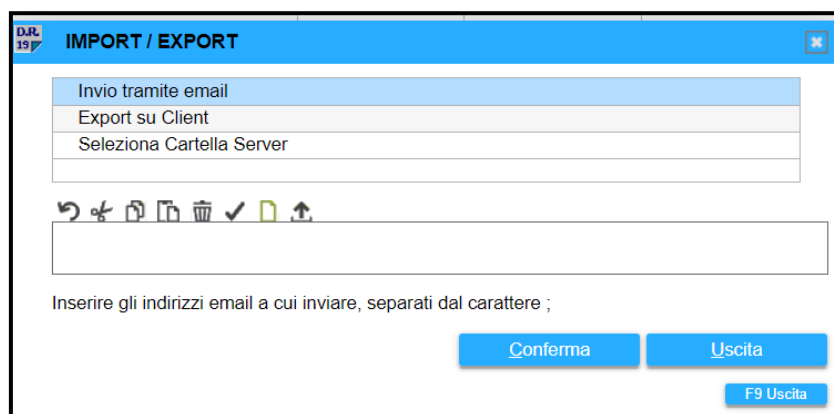 D.R.
19
IMPORT / EXPORT
Invio tramite email
Export su Client
Seleziona Cartella Server
Inserire gli indirizzi email a cui inviare, separati dal carattere ;
Conferma Uscita
F9 Uscita